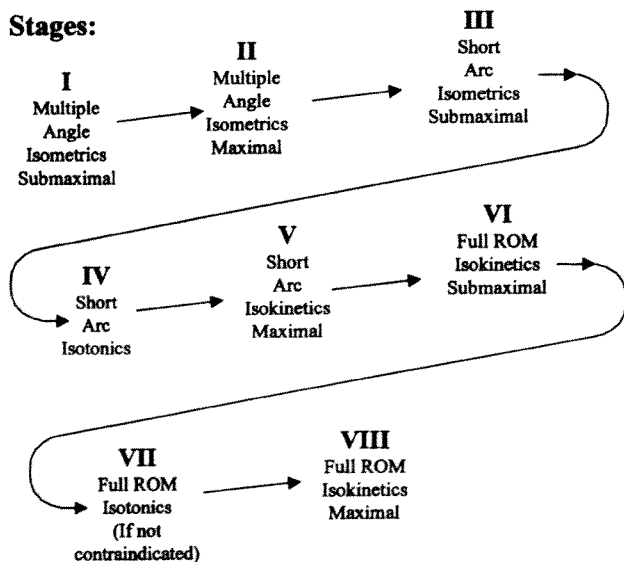 Stages:
I
Multiple
Angle
Isometrics
Submaximal
II
Multiple
Angle
Isometrics
Maximal
III
Short
Arc
Isometrics
Submaximal
IV
Short
Arc
Isotonics
V
Short
Arc
Isokinetics
Maximal
VI
Full ROM
Isokinetics
Submaximal
VII
Full ROM
Isotonics
(If not
contraindicated)
VIII
Full ROM
Isokinetics
Maximal